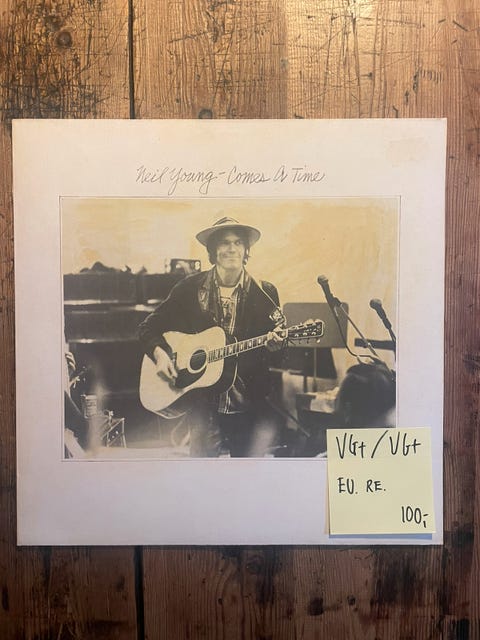 Neil Young - Comes A Time
VG+/VG+
EU. RE.
100;-